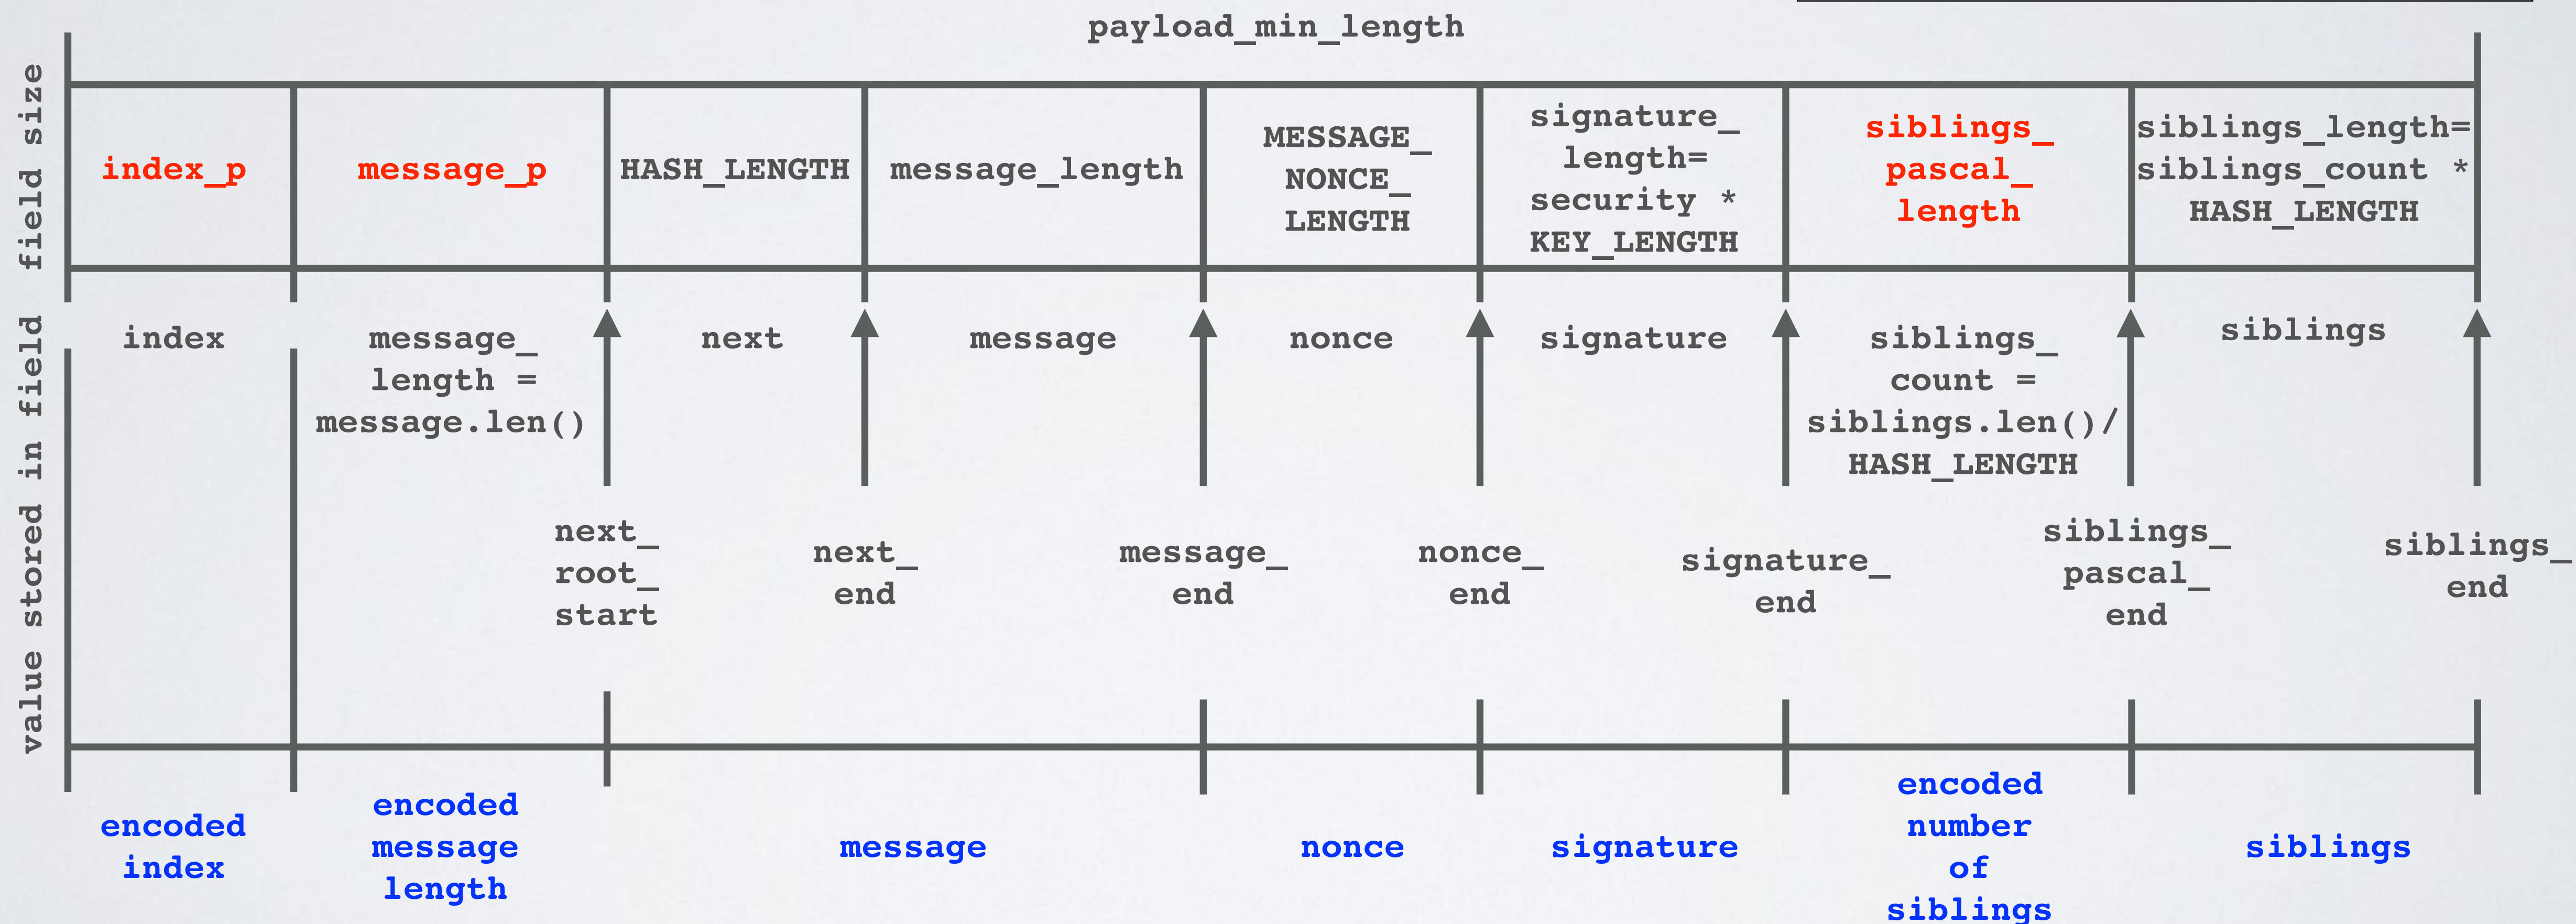 payload_min_length
field size
index_p
message_p
HASH_LENGTH
message_length
MESSAGE_
NONCE_
LENGTH
signature_
length=
security *
KEY_LENGTH
siblings_
pascal_
length
siblings_length=
siblings_count *
HASH_LENGTH
value stored in field
index
message_
length =
message.len()
next
message
nonce
signature
siblings_
count =
siblings.len()/
HASH_LENGTH
siblings
next_
root_
start
next_
end
message_
end
nonce_
end
signature_
end
siblings_
pascal_
end
siblings_
end
encoded
index
encoded
message
length
message
nonce
signature
encoded
number
of
siblings
siblings